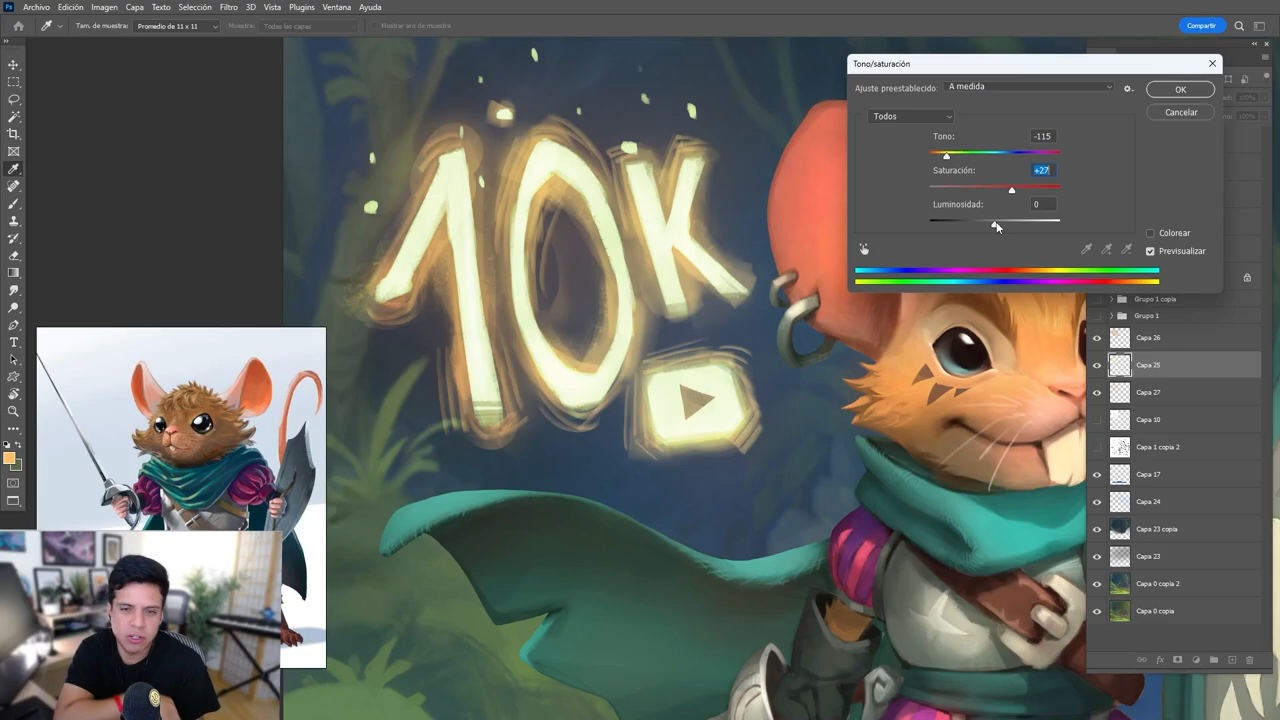 Ps Archivo Edición Imagen Capa Texto Selección Filtro 3D Vista Plugins Ventana Ayuda
Tam. de muestra: Promedio de 11 x 11 Muestra: Todas las capas Mostrar aro de muestra Compartir
Tono/saturación
Ajuste preestablecido: A medida
OK
Todos
Cancelar
Tono: -115
Saturación: +27
Luminosidad: 0
Colorear
Previsualizar
10K
Grupo 1 copia
Grupo 1
Capa 26
Capa 25
Capa 27
Capa 10
Capa 1 copia 2
Capa 17
Capa 24
Capa 23 copia
Capa 23
Capa 0 copia 2
Capa 0 copia
fx